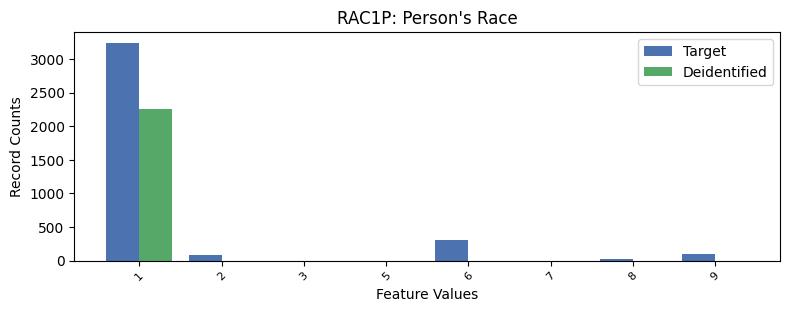 RAC1P: Person's Race
Target
Deidentified
Record Counts
3000
2500
2000
1500
1000
500
0
1 2 3 5 6 7 8 9
Feature Values